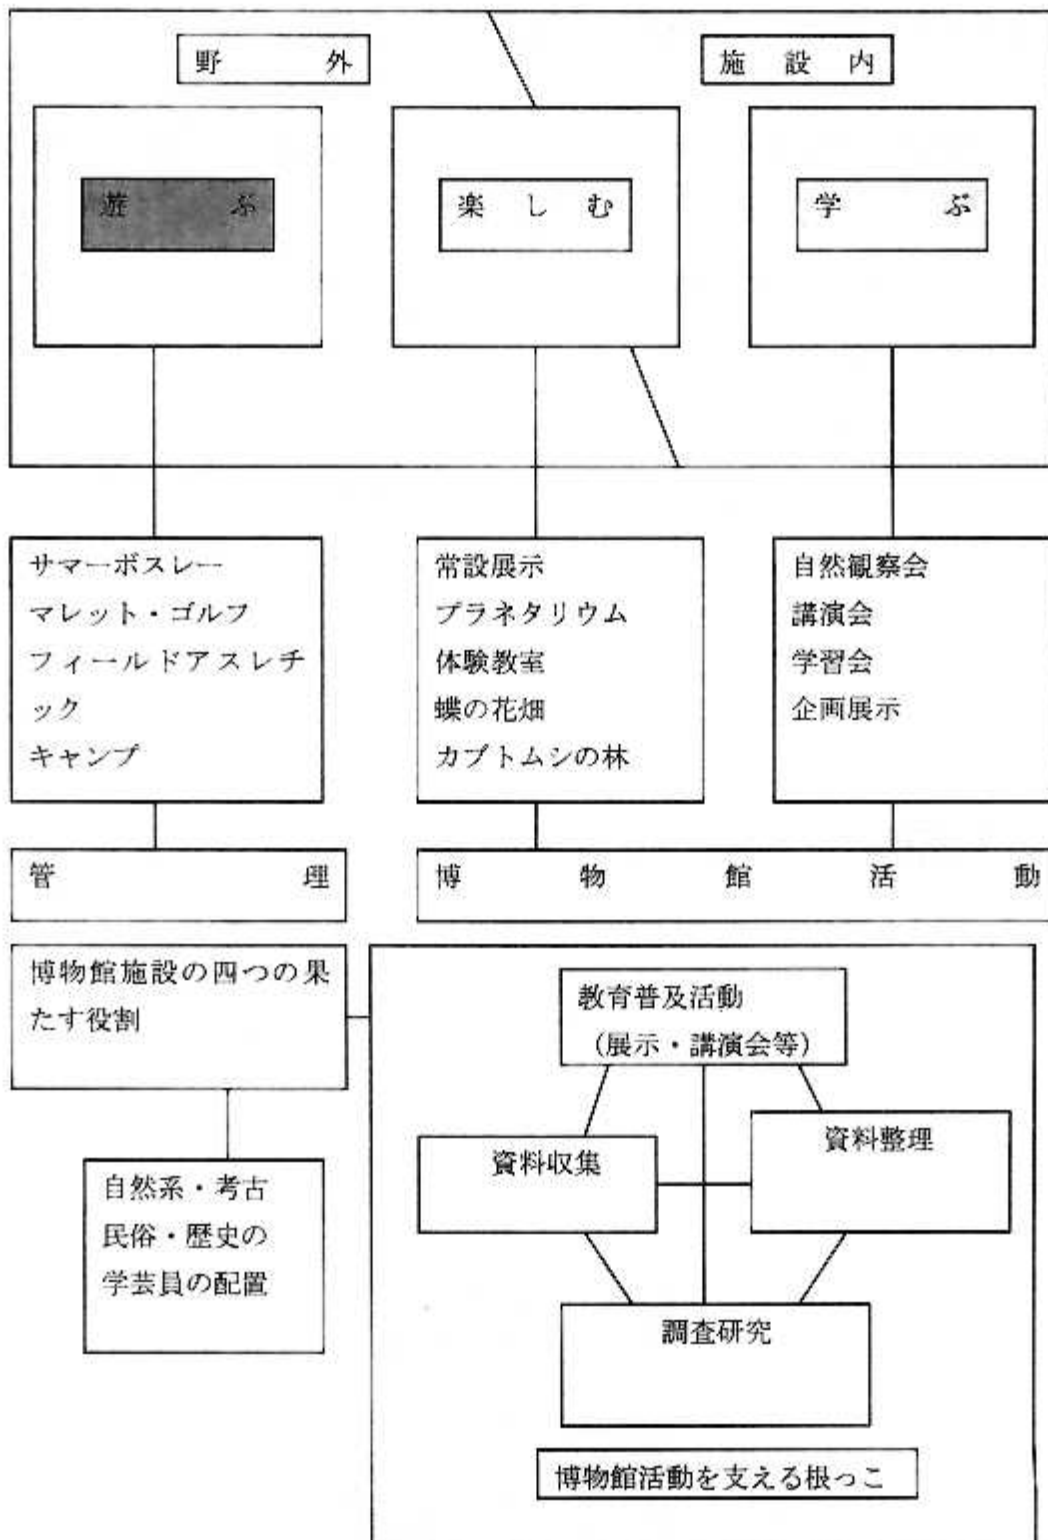 野外
施設内
遊ぶ
楽しむ
学ぶ
サマーボスレー
マレット・ゴルフ
フィールドアスレチ
ック
キャンプ
常設展示
プラネタリウム
体験教室
蝶の花畑
カブトムシの林
自然観察会
講演会
学習会
企画展示
管理
博物館活動
博物館施設の四つの果
たす役割
自然系・考古
民俗・歴史の
学芸員の配置
教育普及活動
(展示・講演会等)
資料収集
資料整理
調査研究
博物館活動を支える根っこ